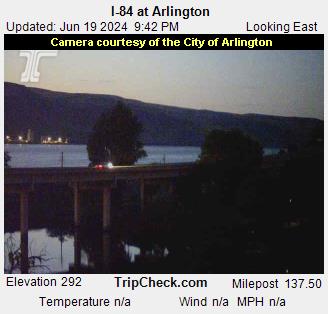 I-84 at Arlington
Updated: Jun 19 2024 9:42 PM Looking East
Camera courtesy of the City of Arlington
Elevation 292 TripCheck.com Milepost 137.50
Temperature n/a Wind n/a MPH n/a